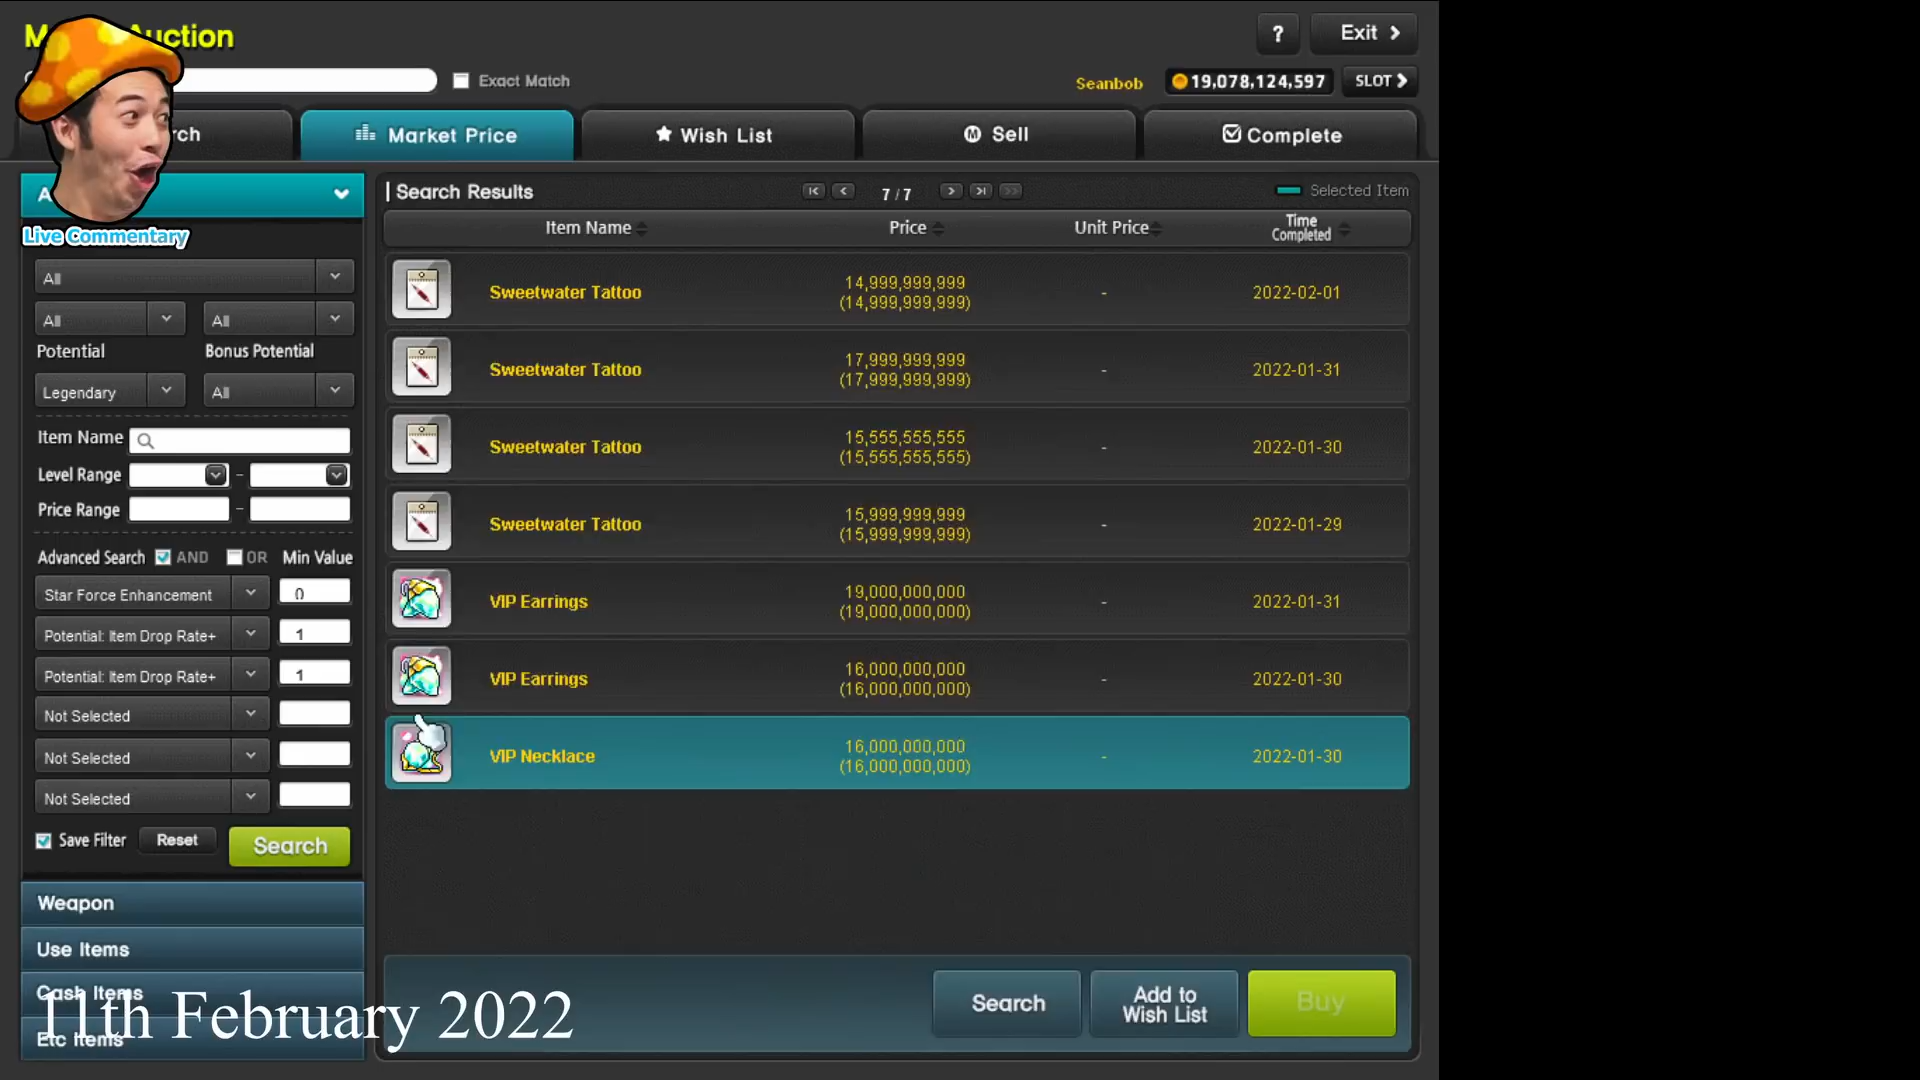 M uction
? Exit
Exact Match
Seanbob 19,078,124,597 SLOT
rch Market Price Wish List Sell Complete
A
Live Commentary
All
All All
Potential Bonus Potential
Legendary All
Item Name
Level Range -
Price Range -
Advanced Search AND OR Min Value
Star Force Enhancement 0
Potential: Item Drop Rate+ 1
Potential: Item Drop Rate+ 1
Not Selected
Not Selected
Not Selected
Save Filter Reset Search
Weapon
Use Items
Cash Items
Etc Items
11th February 2022
Search Results 7 / 7 Selected Item
Item Name Price Unit Price Time Completed
Sweetwater Tattoo 14,999,999,999 - 2022-02-01
(14,999,999,999)
Sweetwater Tattoo 17,999,999,999 - 2022-01-31
(17,999,999,999)
Sweetwater Tattoo 15,555,555,555 - 2022-01-30
(15,555,555,555)
Sweetwater Tattoo 15,999,999,999 - 2022-01-29
(15,999,999,999)
VIP Earrings 19,000,000,000 - 2022-01-31
(19,000,000,000)
VIP Earrings 16,000,000,000 - 2022-01-30
(16,000,000,000)
VIP Necklace 16,000,000,000 - 2022-01-30
(16,000,000,000)
Search Add to Wish List Buy